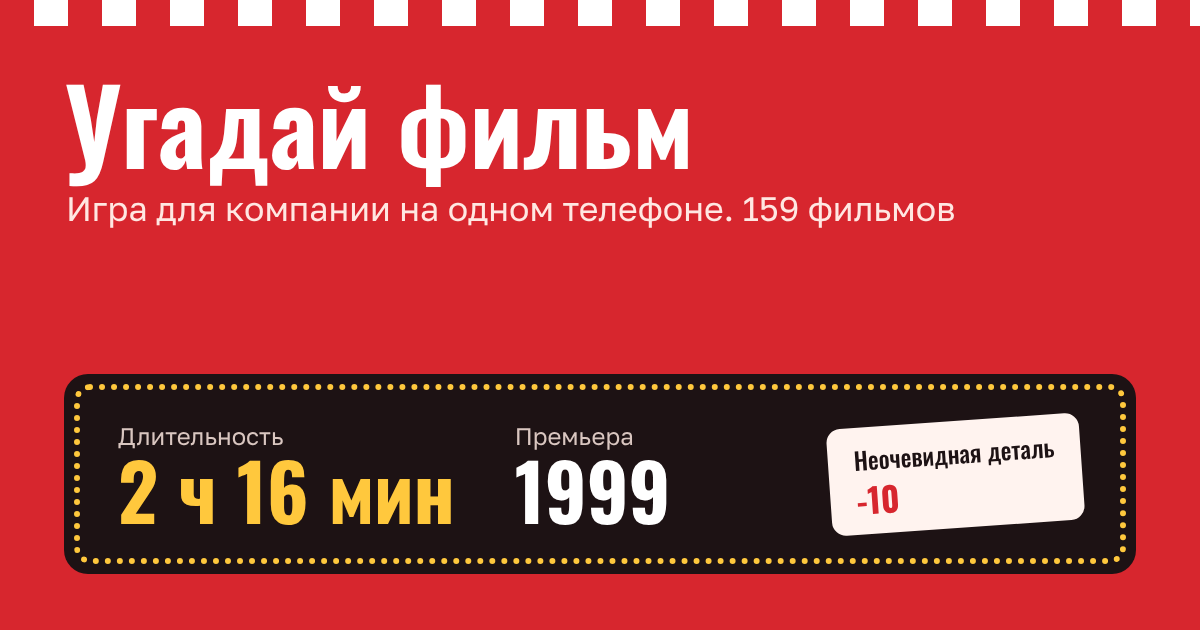 Угадай фильм
Игра для компании на одном телефоне. 159 фильмов
Длительность
2 ч 16 мин
Премьера
1999
Неочевидная деталь
-10